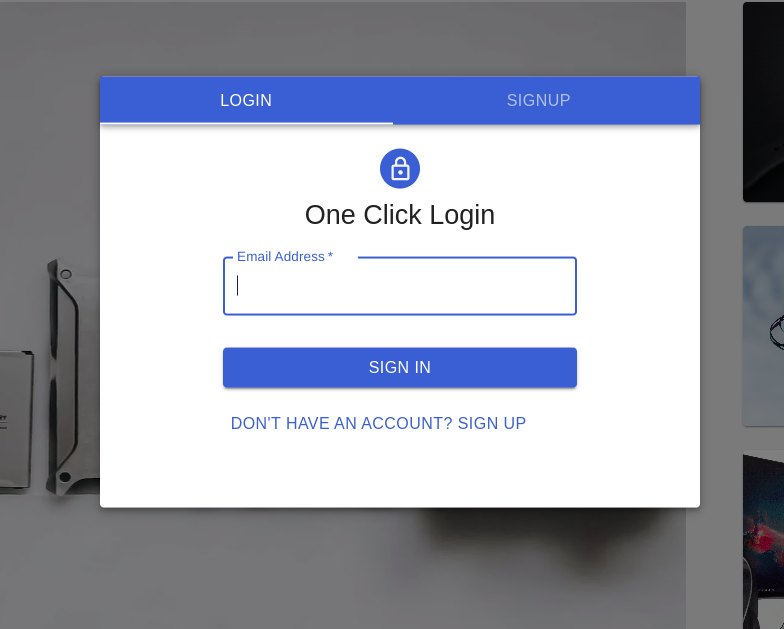 LOGIN
SIGNUP
One Click Login
Email Address *
SIGN IN
DON'T HAVE AN ACCOUNT? SIGN UP